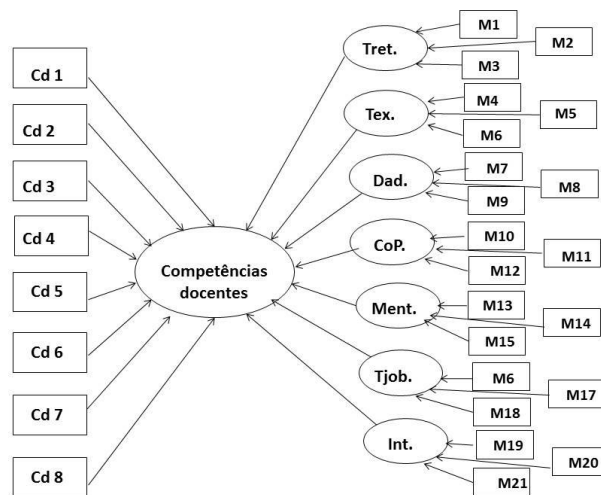 Cd 1
Cd 2
Cd 3
Cd 4
Cd 5
Cd 6
Cd 7
Cd 8
Competências
docentes
Tret.
M1
M2
M3
Tex.
M4
M5
M6
Dad.
M7
M8
M9
CoP.
M10
M11
M12
Ment.
M13
M14
M15
Tjob.
M6
M17
M18
Int.
M19
M20
M21